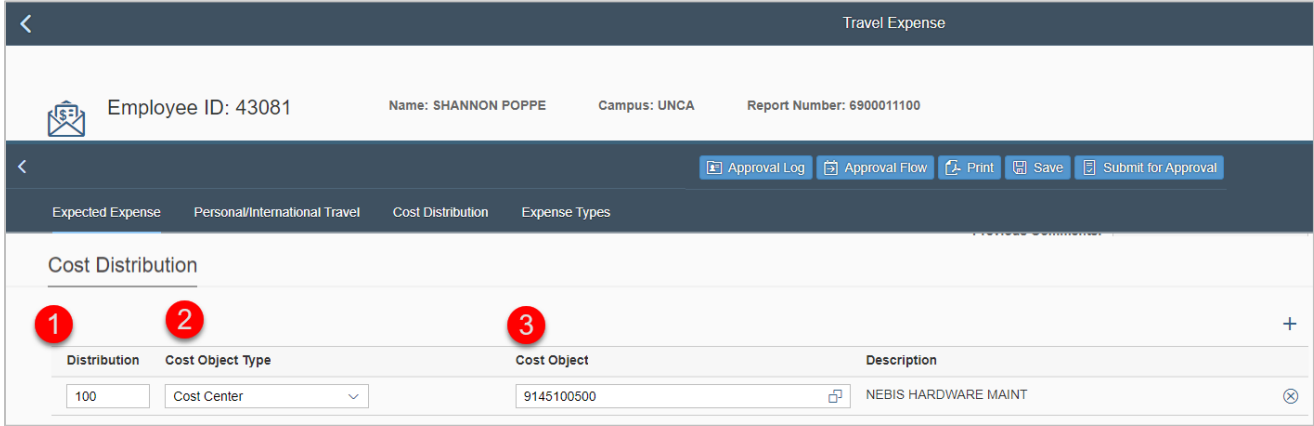 Travel Expense
Employee ID: 43081 Name: SHANNON POPPE Campus: UNCA Report Number: 6900011100
Approval Log Approval Flow Print Save Submit for Approval
Expected Expense Personal/International Travel Cost Distribution Expense Types
Cost Distribution
1 2 3
Distribution Cost Object Type Cost Object Description
100 Cost Center 9145100500 NEBIS HARDWARE MAINT